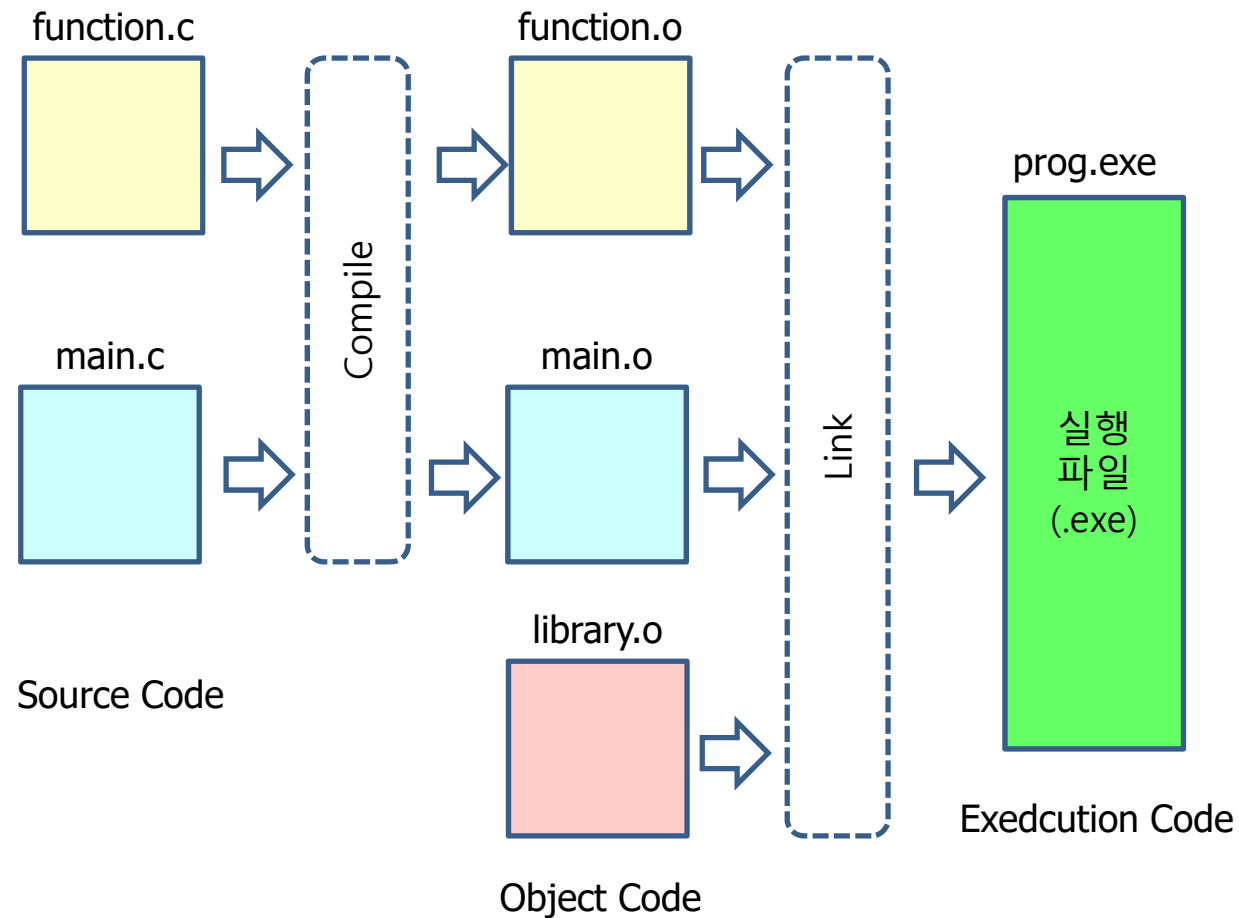 function.c
function.o
prog.exe
Compile
main.c
main.o
Link
실행
파일
(.exe)
library.o
Source Code
Exedcution Code
Object Code